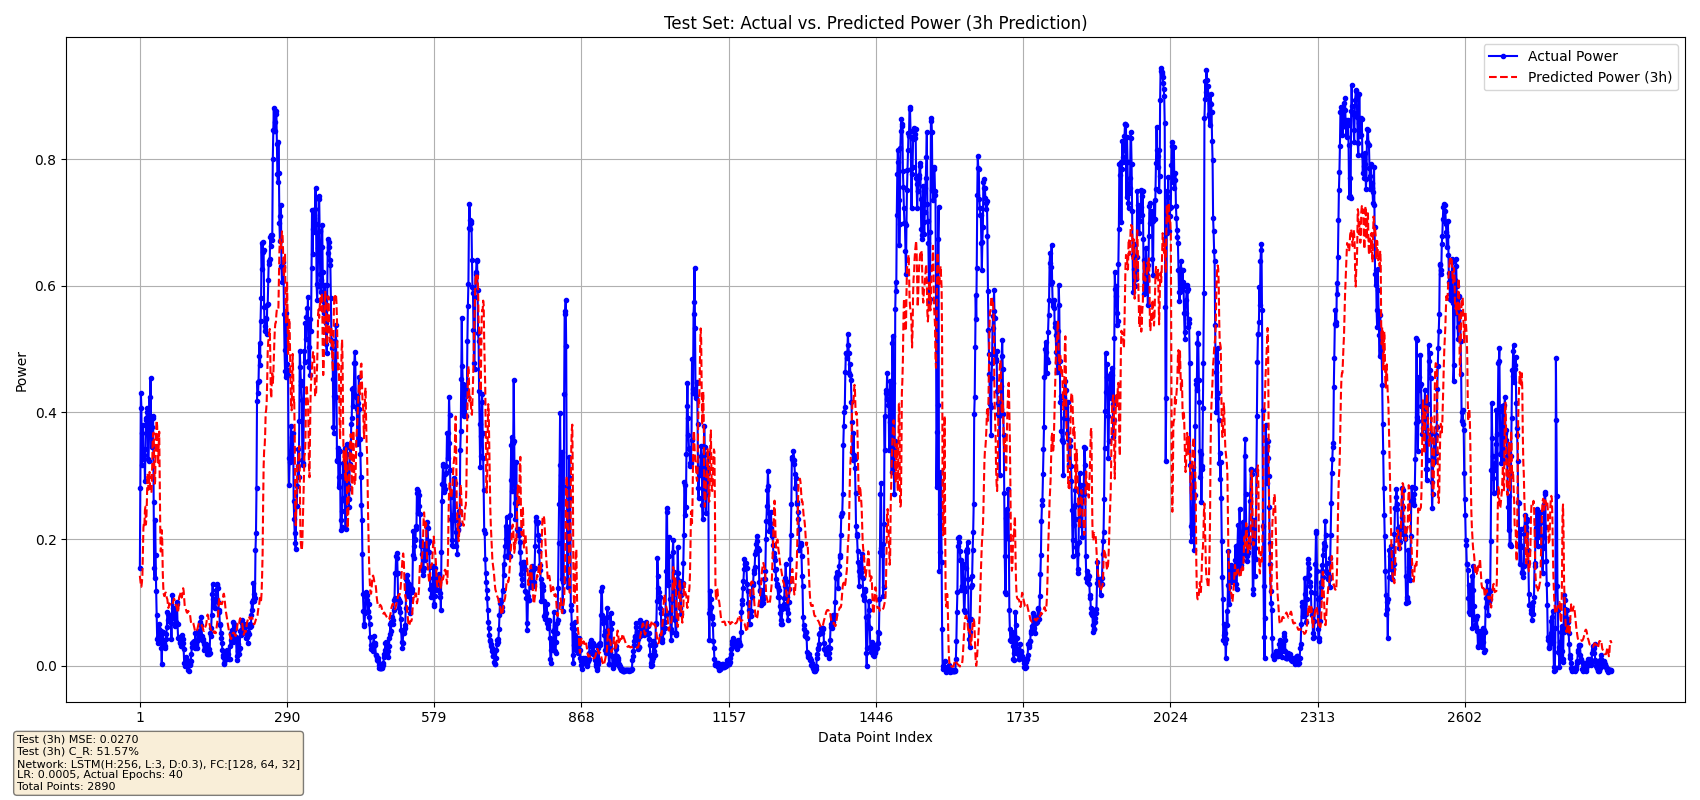 Test Set: Actual vs. Predicted Power (3h Prediction)
Actual Power
Predicted Power (3h)
0.8
0.6
0.4
0.2
0.0
Power
1 290 579 868 1157 1446 1735 2024 2313 2602
Data Point Index
Test (3h) MSE: 0.0270
Test (3h) C_R: 51.57%
Network: LSTM(H:256, L:3, D:0.3), FC:[128, 64, 32]
LR: 0.0005, Actual Epochs: 40
Total Points: 2890